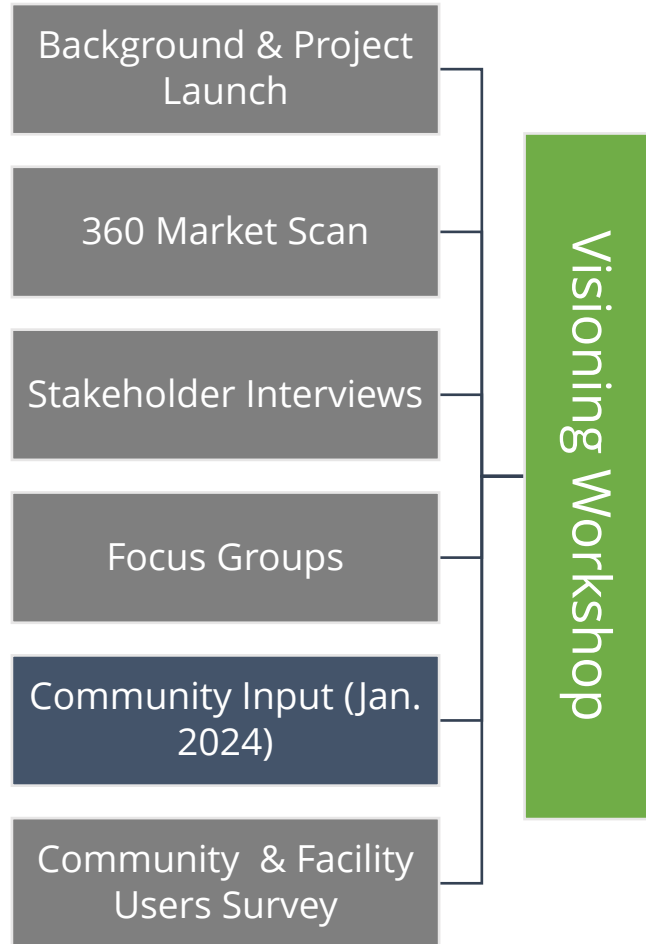 Background & Project
Launch
360 Market Scan
Stakeholder Interviews
Focus Groups
Community Input (Jan.
2024)
Community & Facility
Users Survey
Visioning Workshop